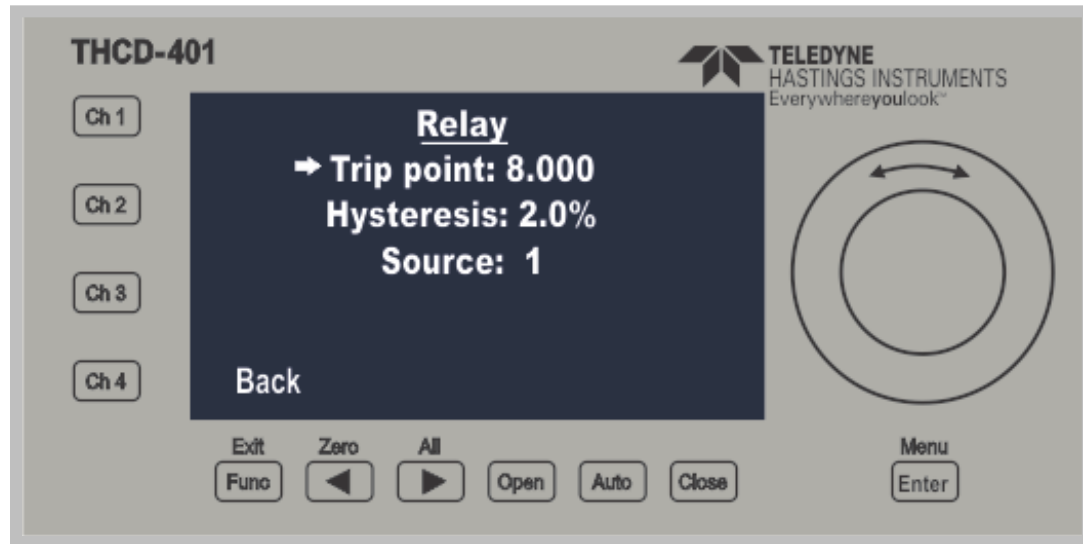 THCD-401
TELEDYNE
HASTINGS INSTRUMENTS
Everywhereyoulook™
Ch 1
Ch 2
Ch 3
Ch 4
Relay
➡ Trip point: 8.000
Hysteresis: 2.0%
Source: 1
Back
Exit Zero All Menu
Func ◀ ▶ Open Auto Close Enter